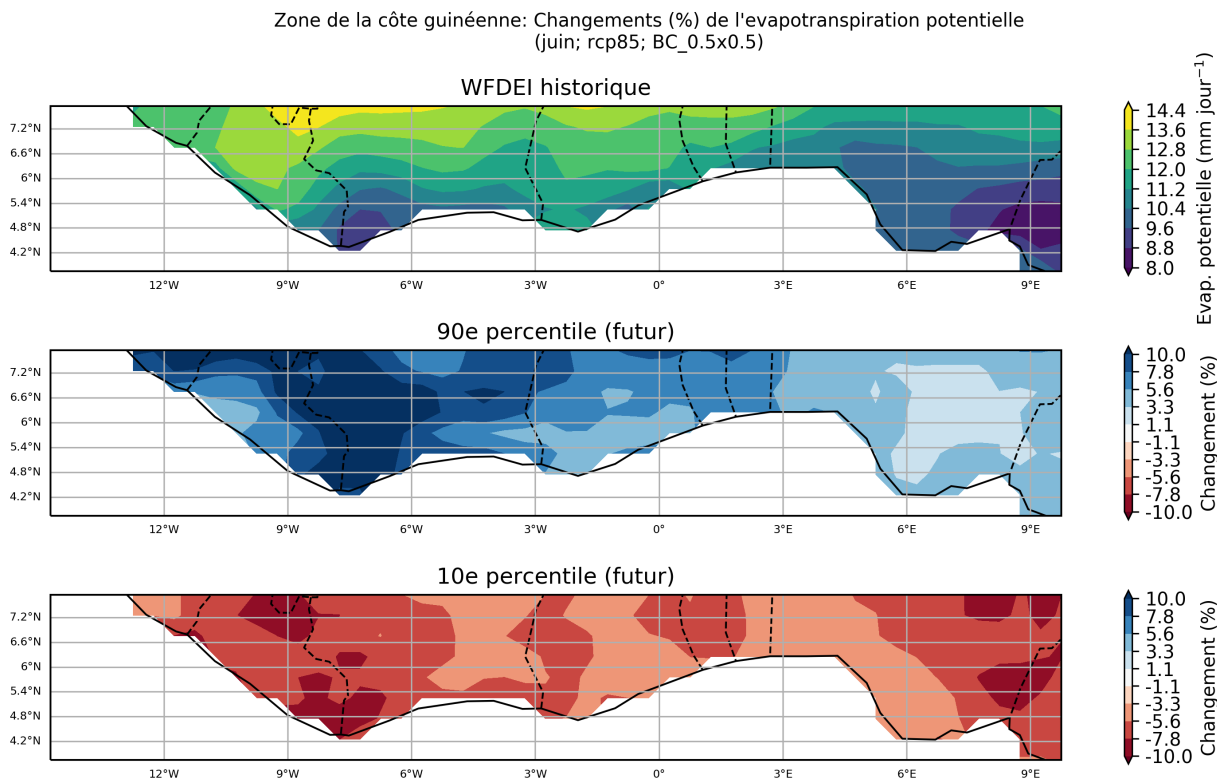 Zone de la côte guinéenne: Changements (%) de l'evapotranspiration potentielle
(juin; rcp85; BC_0.5x0.5)
WFDEI historique
7.2°N
6.6°N
6°N
5.4°N
4.8°N
4.2°N
12°W 9°W 6°W 3°W 0° 3°E 6°E 9°E
14.4
13.6
12.8
12.0
11.2
10.4
9.6
8.8
8.0
Evap. potentielle (mm jour⁻¹)
90e percentile (futur)
7.2°N
6.6°N
6°N
5.4°N
4.8°N
4.2°N
12°W 9°W 6°W 3°W 0° 3°E 6°E 9°E
10.0
7.8
5.6
3.3
1.1
-1.1
-3.3
-5.6
-7.8
-10.0
Changement (%)
10e percentile (futur)
7.2°N
6.6°N
6°N
5.4°N
4.8°N
4.2°N
12°W 9°W 6°W 3°W 0° 3°E 6°E 9°E
10.0
7.8
5.6
3.3
1.1
-1.1
-3.3
-5.6
-7.8
-10.0
Changement (%)